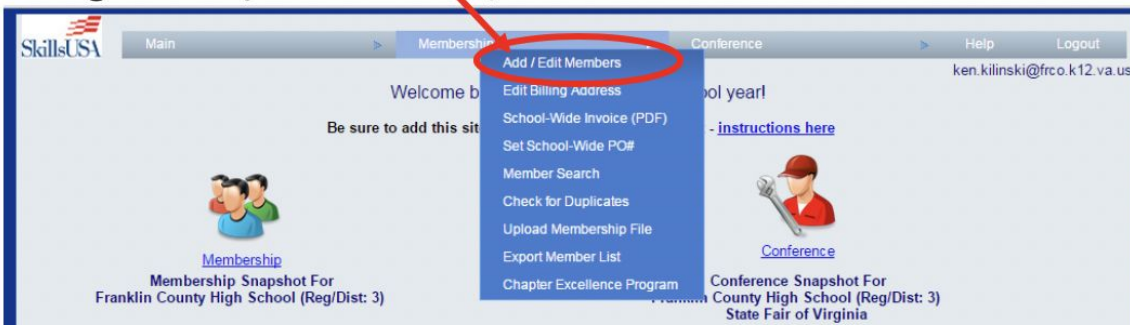 SkillsUSA
Main Membership Conference Help Logout
ken.kilinski@frco.k12.va.us
Add / Edit Members
Edit Billing Address
School-Wide Invoice (PDF)
Set School-Wide PO#
Member Search
Check for Duplicates
Upload Membership File
Export Member List
Chapter Excellence Program
Welcome b ool year!
Be sure to add this sit - instructions here
Membership
Membership Snapshot For
Franklin County High School (Reg/Dist: 3)
Conference
Conference Snapshot For
County High School (Reg/Dist: 3)
State Fair of Virginia